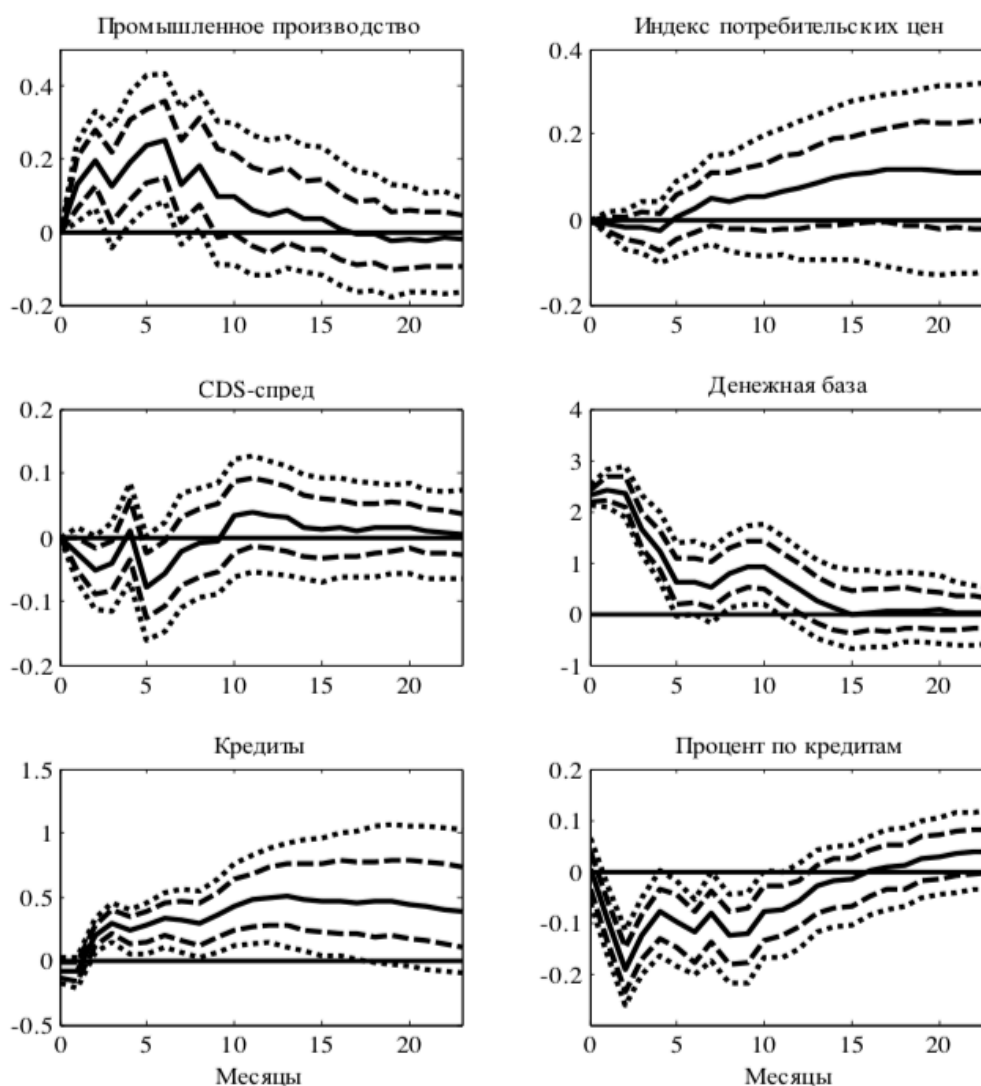 Промышленное производство
0.4
0.2
0
-0.2
0 5 10 15 20
Индекс потребительских цен
0.4
0.2
0
-0.2
0 5 10 15 20
CDS-спред
0.2
0.1
0
-0.1
-0.2
0 5 10 15 20
Денежная база
4
3
2
1
0
-1
0 5 10 15 20
Кредиты
1.5
1
0.5
0
-0.5
0 5 10 15 20
Месяцы
Процент по кредитам
0.2
0.1
0
-0.1
-0.2
0 5 10 15 20
Месяцы